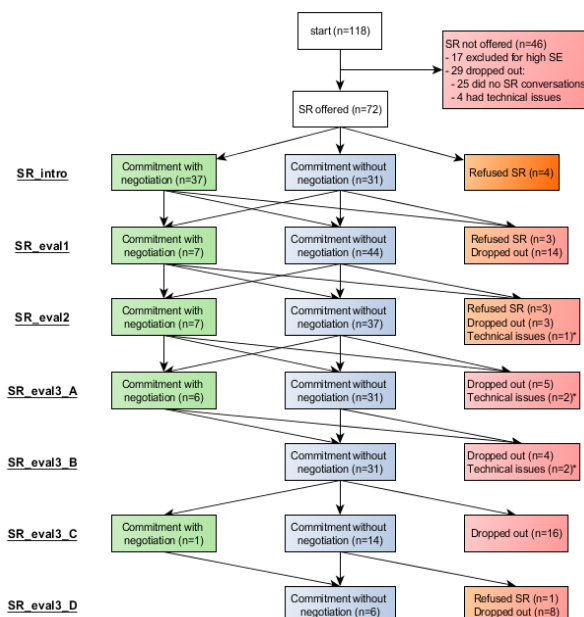 start (n=118)
SR not offered (n=46)
- 17 excluded for high SE
- 29 dropped out:
- 25 did no SR conversations
- 4 had technical issues
SR offered (n=72)
SR_intro
Commitment with
negotiation (n=37)
Commitment without
negotiation (n=31)
Refused SR (n=4)
SR_eval1
Commitment with
negotiation (n=7)
Commitment without
negotiation (n=44)
Refused SR (n=3)
Dropped out (n=14)
SR_eval2
Commitment with
negotiation (n=7)
Commitment without
negotiation (n=37)
Refused SR (n=3)
Dropped out (n=3)
Technical issues (n=1)*
SR_eval3_A
Commitment with
negotiation (n=6)
Commitment without
negotiation (n=31)
Dropped out (n=5)
Technical issues (n=2)*
SR_eval3_B
Commitment without
negotiation (n=31)
Dropped out (n=4)
Technical issues (n=2)*
SR_eval3_C
Commitment with
negotiation (n=1)
Commitment without
negotiation (n=14)
Dropped out (n=16)
SR_eval3_D
Commitment without
negotiation (n=6)
Refused SR (n=1)
Dropped out (n=8)